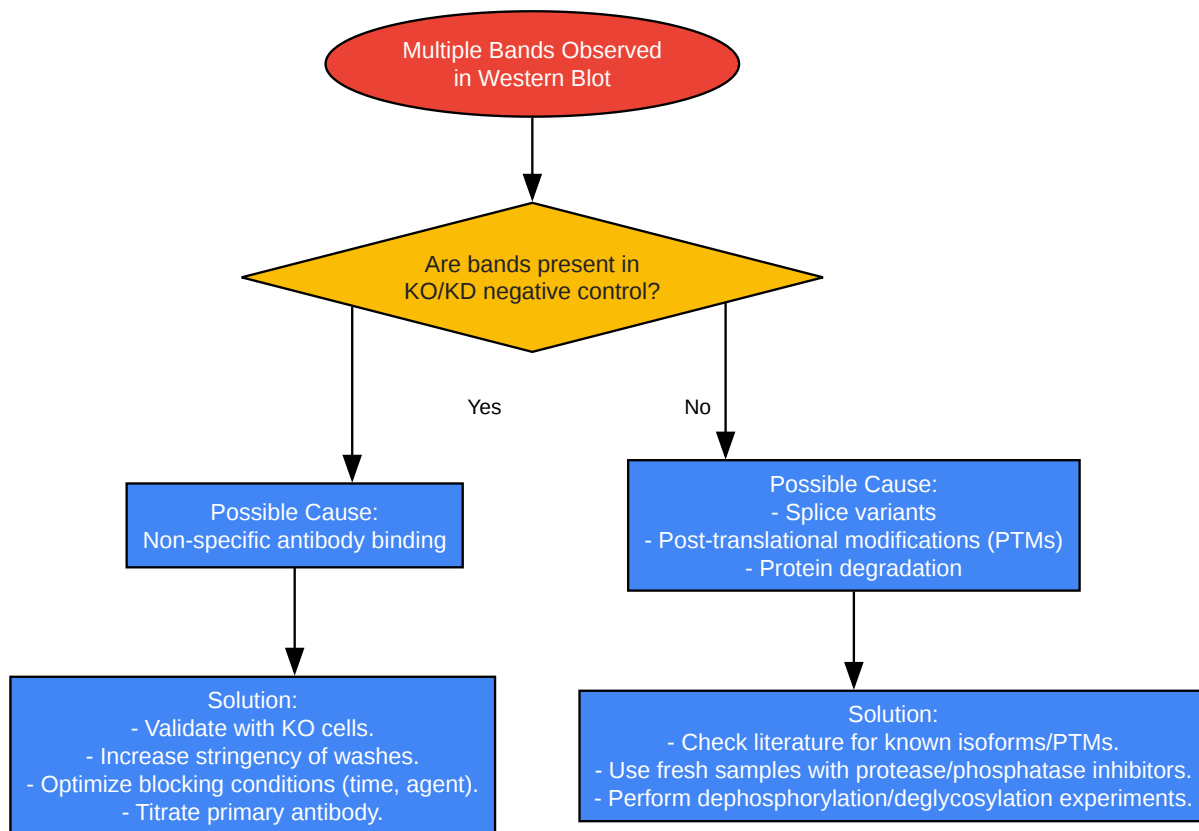 Multiple Bands Observed
in Western Blot
Are bands present in
KO/KD negative control?
Yes
No
Possible Cause:
Non-specific antibody binding
Possible Cause:
- Splice variants
- Post-translational modifications (PTMs)
- Protein degradation
Solution:
- Validate with KO cells.
- Increase stringency of washes.
- Optimize blocking conditions (time, agent).
- Titrate primary antibody.
Solution:
- Check literature for known isoforms/PTMs.
- Use fresh samples with protease/phosphatase inhibitors.
- Perform dephosphorylation/deglycosylation experiments.